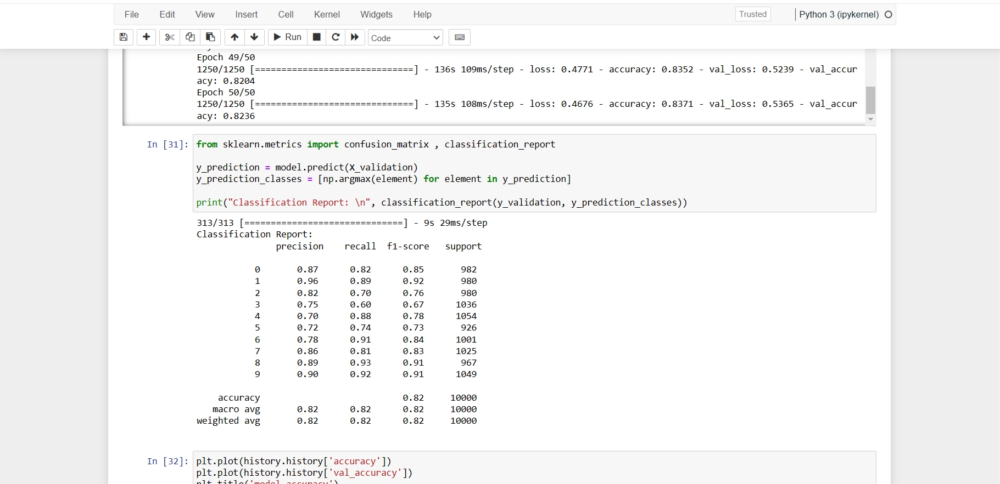 File Edit View Insert Cell Kernel Widgets Help Trusted Python 3 (ipykernel)
Run Code
Epoch 49/50
1250/1250 [==============================] - 136s 109ms/step - loss: 0.4771 - accuracy: 0.8352 - val_loss: 0.5239 - val_accur
acy: 0.8204
Epoch 50/50
1250/1250 [==============================] - 135s 108ms/step - loss: 0.4676 - accuracy: 0.8371 - val_loss: 0.5365 - val_accur
acy: 0.8236
In [31]: from sklearn.metrics import confusion_matrix , classification_report
y_prediction = model.predict(X_validation)
y_prediction_classes = [np.argmax(element) for element in y_prediction]
print("Classification Report: \n", classification_report(y_validation, y_prediction_classes))
313/313 [==============================] - 9s 29ms/step
Classification Report:
precision recall f1-score support
0 0.87 0.82 0.85 982
1 0.96 0.89 0.92 980
2 0.82 0.70 0.76 980
3 0.75 0.60 0.67 1036
4 0.70 0.88 0.78 1054
5 0.72 0.74 0.73 926
6 0.78 0.91 0.84 1001
7 0.86 0.81 0.83 1025
8 0.89 0.93 0.91 967
9 0.90 0.92 0.91 1049
accuracy 0.82 10000
macro avg 0.82 0.82 0.82 10000
weighted avg 0.82 0.82 0.82 10000
In [32]: plt.plot(history.history['accuracy'])
plt.plot(history.history['val_accuracy'])
plt.title('model accuracy')